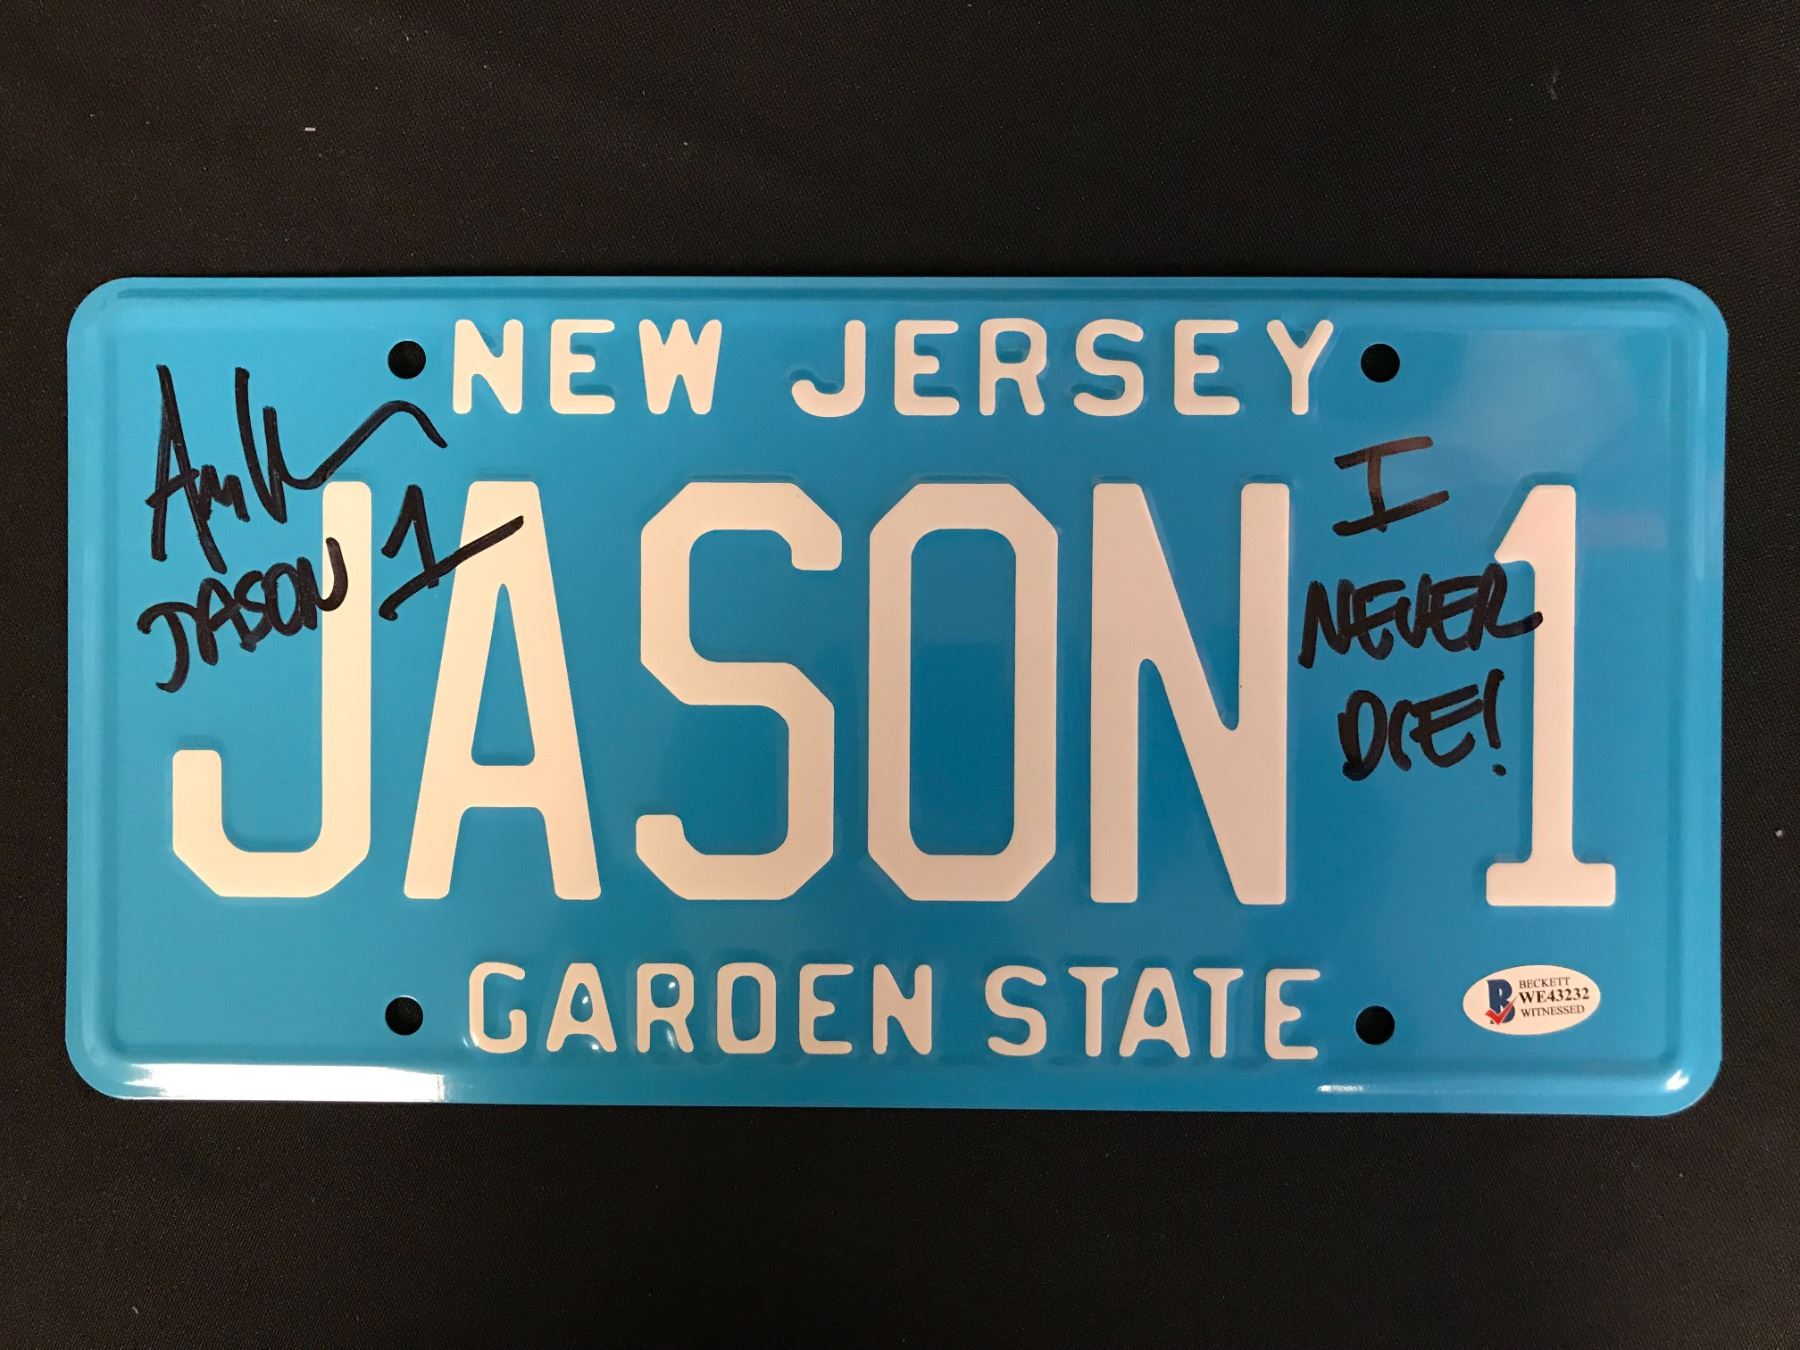 NEW JERSEY
JASON 1
GARDEN STATE
JASON 1
I
NEVER
DIE!
BECKETT
WE43232
WITNESSED